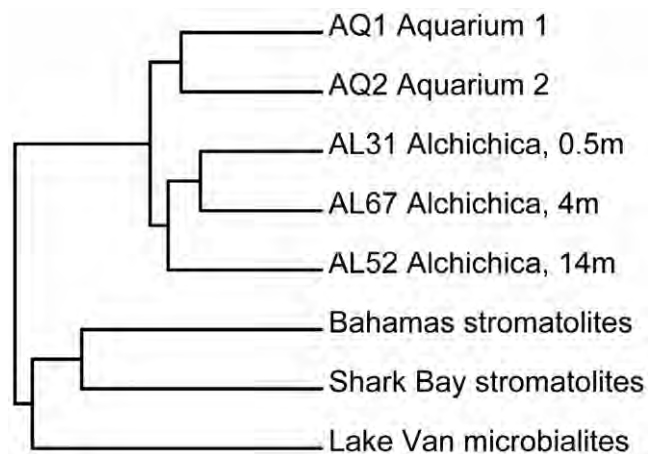 AQ1 Aquarium 1
AQ2 Aquarium 2
AL31 Alchichica, 0.5m
AL67 Alchichica, 4m
AL52 Alchichica, 14m
Bahamas stromatolites
Shark Bay stromatolites
Lake Van microbialites